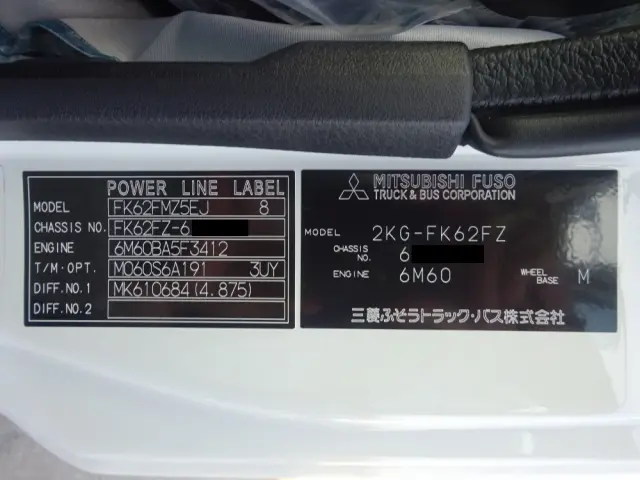 POWER LINE LABEL
MODEL FK62FMZ5EJ 8
CHASSIS NO. FK62FZ-6
ENGINE 6M60BA5F3412
T/M·OPT. M060S6A191 3UY
DIFF.NO.1 MK610684(4.875)
DIFF.NO.2
MITSUBISHI FUSO
TRUCK & BUS CORPORATION
MODEL 2KG-FK62FZ
CHASSIS NO. 6
ENGINE 6M60 WHEEL BASE M
三菱ふそうトラック・バス株式会社